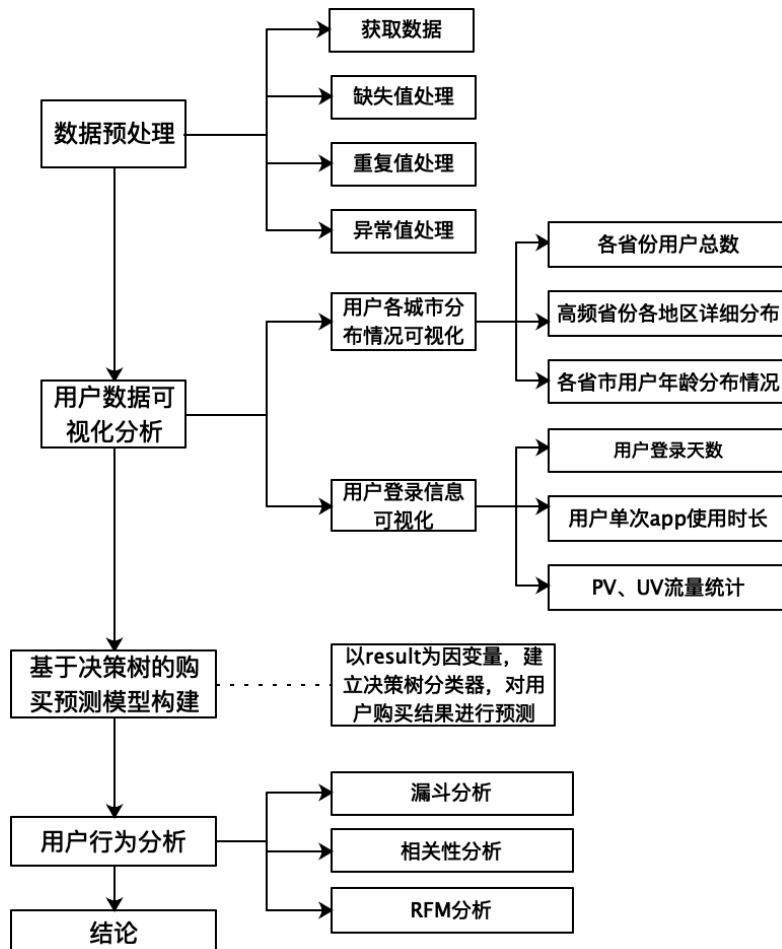 获取数据
缺失值处理
数据预处理
重复值处理
异常值处理
各省份用户总数
用户各城市分
布情况可视化
高频省份各地区详细分布
各省市用户年龄分布情况
用户数据可
视化分析
用户登录天数
用户登录信息
可视化
用户单次app使用时长
PV、UV流量统计
基于决策树的购
买预测模型构建
以result为因变量，建
立决策树分类器，对用
户购买结果进行预测
漏斗分析
用户行为分析
相关性分析
RFM分析
结论